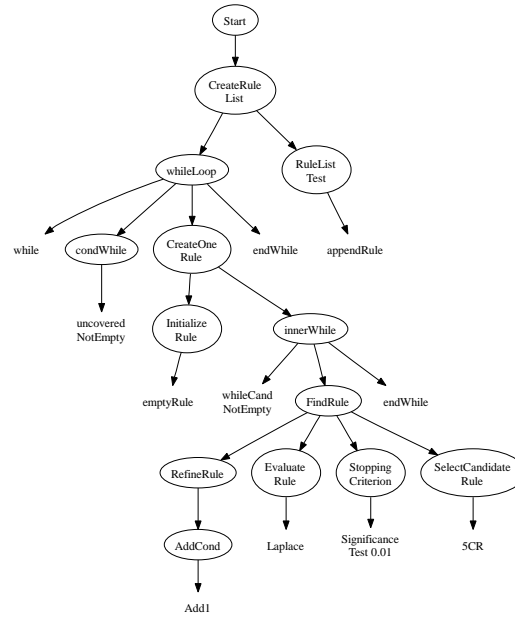 Start
CreateRule
List
whileLoop
RuleList
Test
while
condWhile
CreateOne
Rule
endWhile
appendRule
uncovered
NotEmpty
Initialize
Rule
innerWhile
emptyRule
whileCand
NotEmpty
FindRule
endWhile
RefineRule
Evaluate
Rule
Stopping
Criterion
SelectCandidate
Rule
AddCond
Laplace
Significance
Test 0.01
5CR
Add1